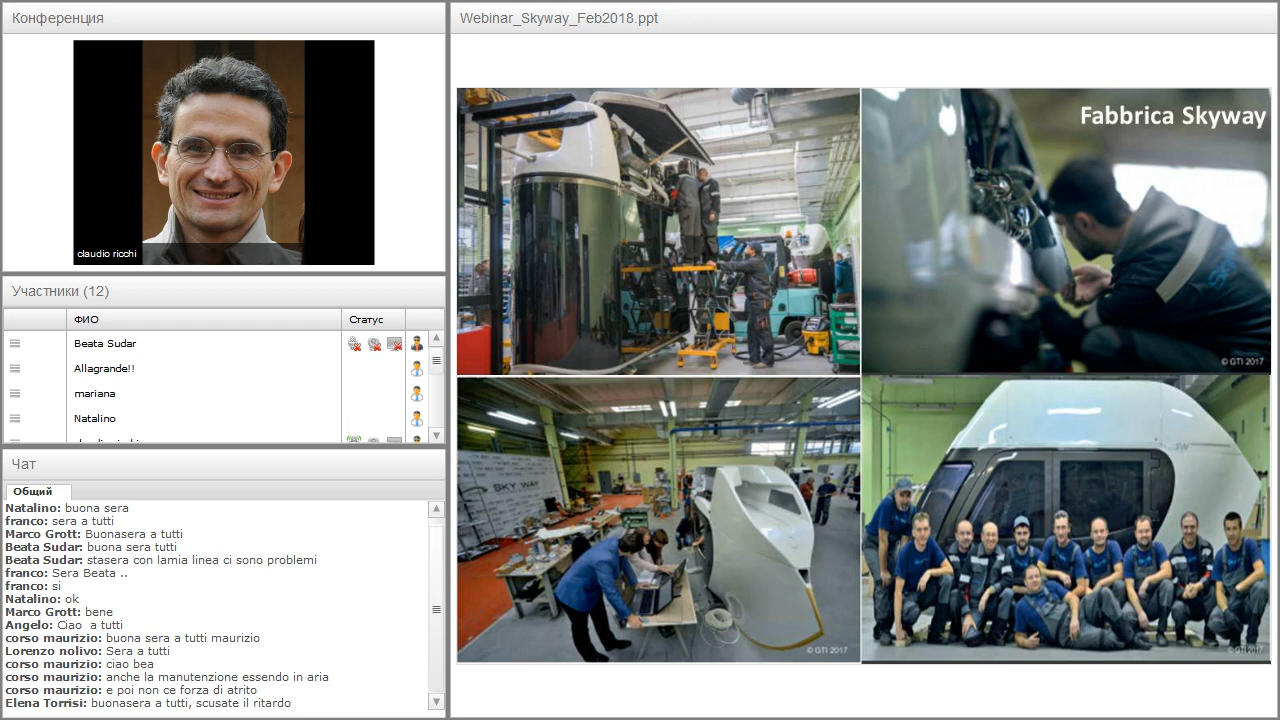 Конференция
claudio ricchi
Участники (12)
ФИО
Статус
Beata Sudar
Allagrande!!
mariana
Natalino
Чат
Общий
Natalino: buona sera
franco: sera a tutti
Marco Grott: Buonasera a tutti
Beata Sudar: buona sera tutti
Beata Sudar: stasera con lamia linea ci sono problemi
franco: Sera Beata ..
franco: si
Natalino: ok
Marco Grott: bene
Angelo: Ciao a tutti
corso maurizio: buona sera a tutti maurizio
Lorenzo nolivo: Sera a tutti
corso maurizio: ciao bea
corso maurizio: anche la manutenzione essendo in aria
corso maurizio: e poi non ce forza di atrito
Elena Torrisi: buonasera a tutti, scusate il ritardo
Webinar_Skyway_Feb2018.ppt
Fabbrica Skyway
© GTI 2017
SKY WAY
© GTI 2017
SW
© GTI 2017